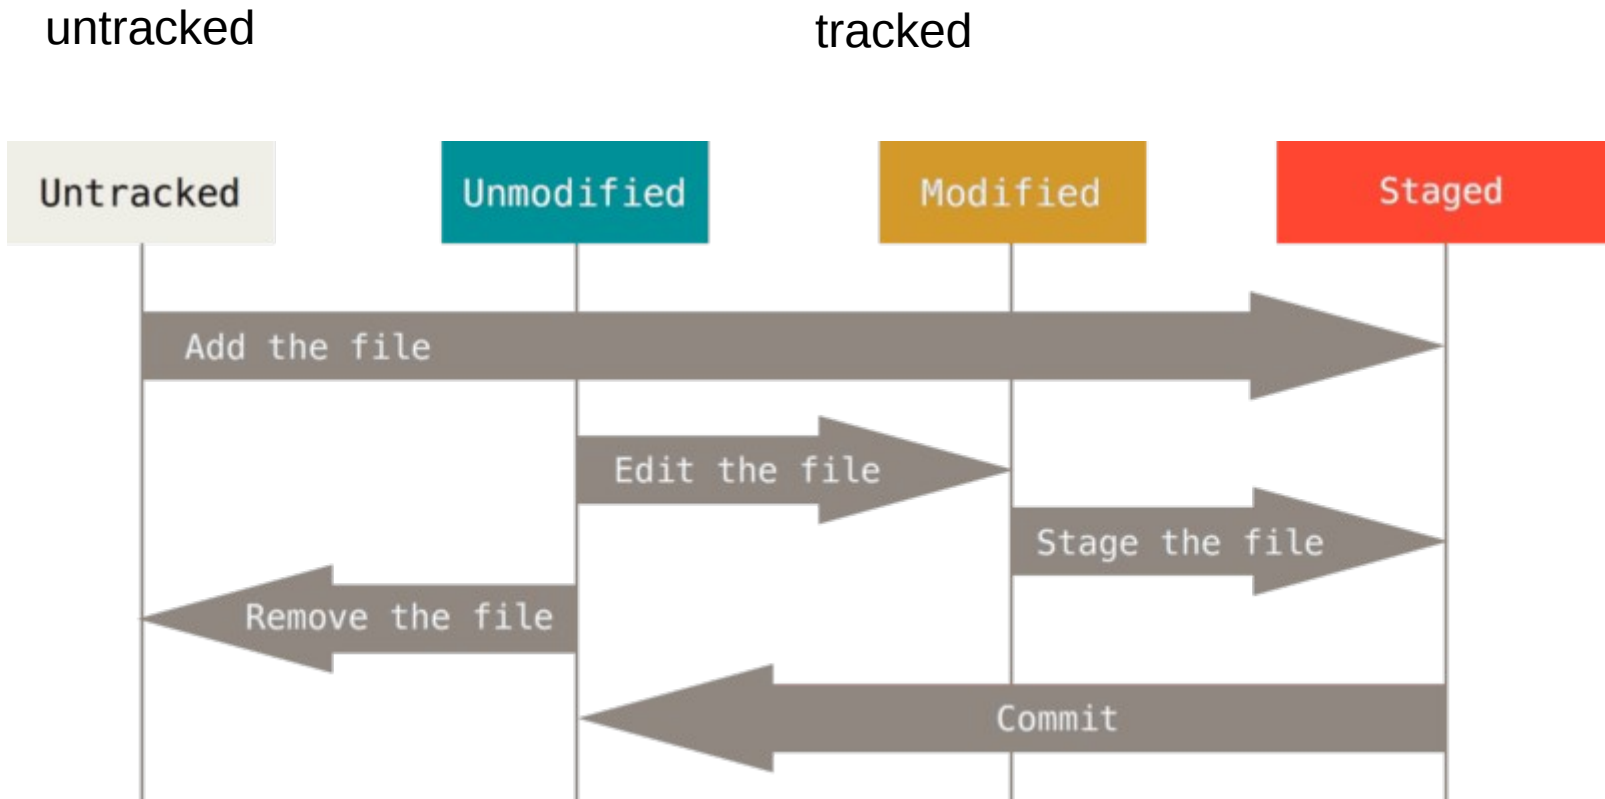 untracked
tracked
Untracked
Unmodified
Modified
Staged
Add the file
Edit the file
Stage the file
Remove the file
Commit